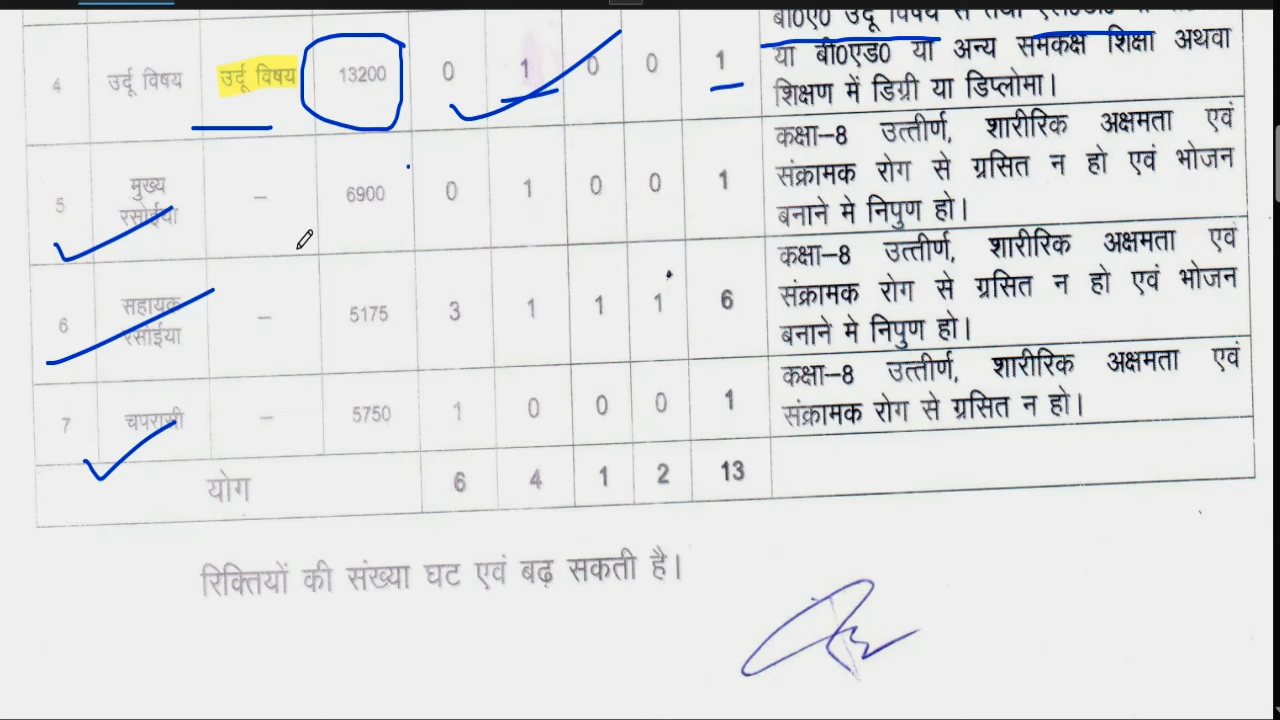 बी0ए0 उर्दू विषय से तथा
4 उर्दू विषय उर्दू विषय 13200 0 1 0 0 1 या बी0एड0 या अन्य समकक्ष शिक्षा अथवा
शिक्षण में डिग्री या डिप्लोमा।
कक्षा–8 उत्तीर्ण, शारीरिक अक्षमता एवं
5 मुख्य रसोईया – 6900 0 1 0 0 1 संक्रामक रोग से ग्रसित न हो एवं भोजन
बनाने मे निपुण हो।
कक्षा–8 उत्तीर्ण, शारीरिक अक्षमता एवं
6 सहायक रसोईया – 5175 3 1 1 1 6 संक्रामक रोग से ग्रसित न हो एवं भोजन
बनाने मे निपुण हो।
कक्षा–8 उत्तीर्ण, शारीरिक अक्षमता एवं
7 चपरासी – 5750 1 0 0 0 1 संक्रामक रोग से ग्रसित न हो।
योग 6 4 1 2 13
रिक्तियों की संख्या घट एवं बढ़ सकती है।